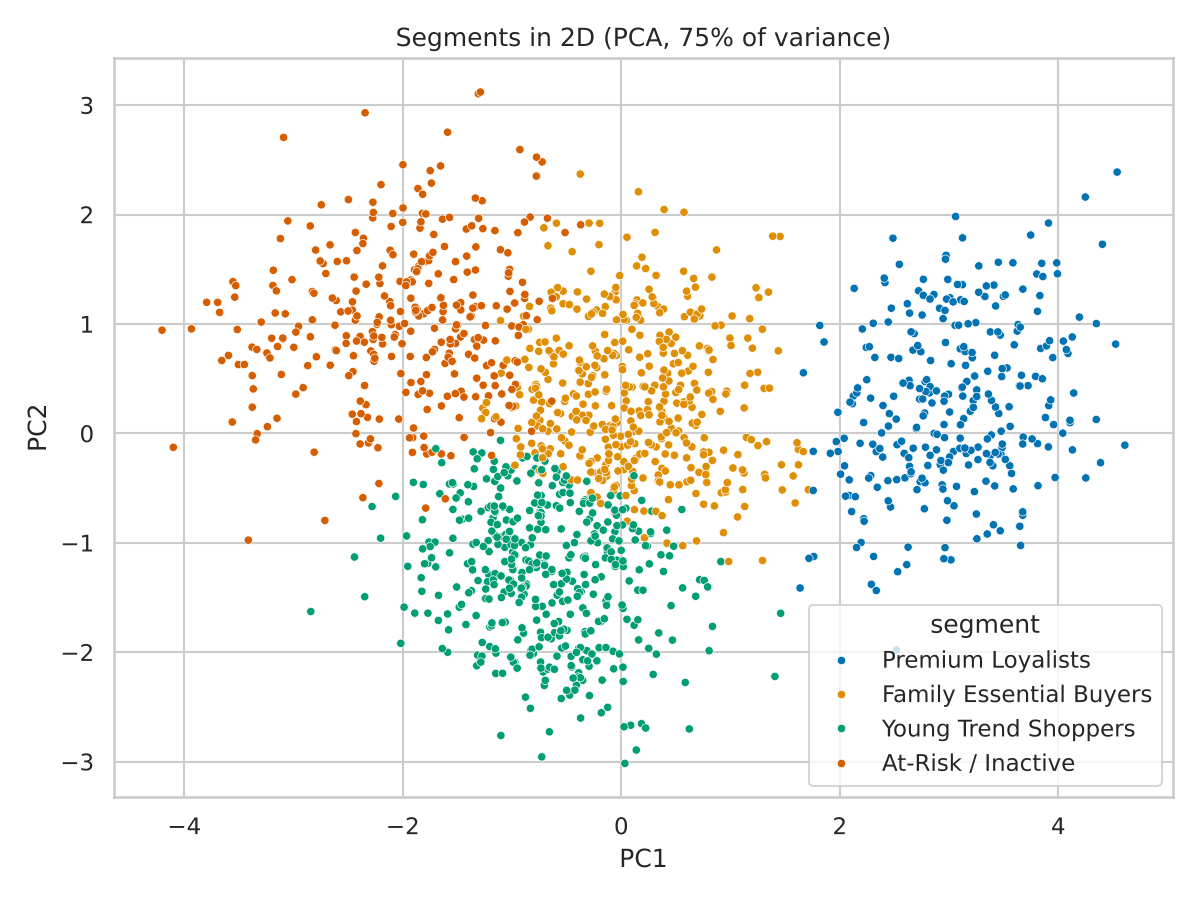 Segments in 2D (PCA, 75% of variance)
3
2
1
0
−1
−2
−3
PC2
−4
−2
0
2
4
PC1
segment
Premium Loyalists
Family Essential Buyers
Young Trend Shoppers
At-Risk / Inactive